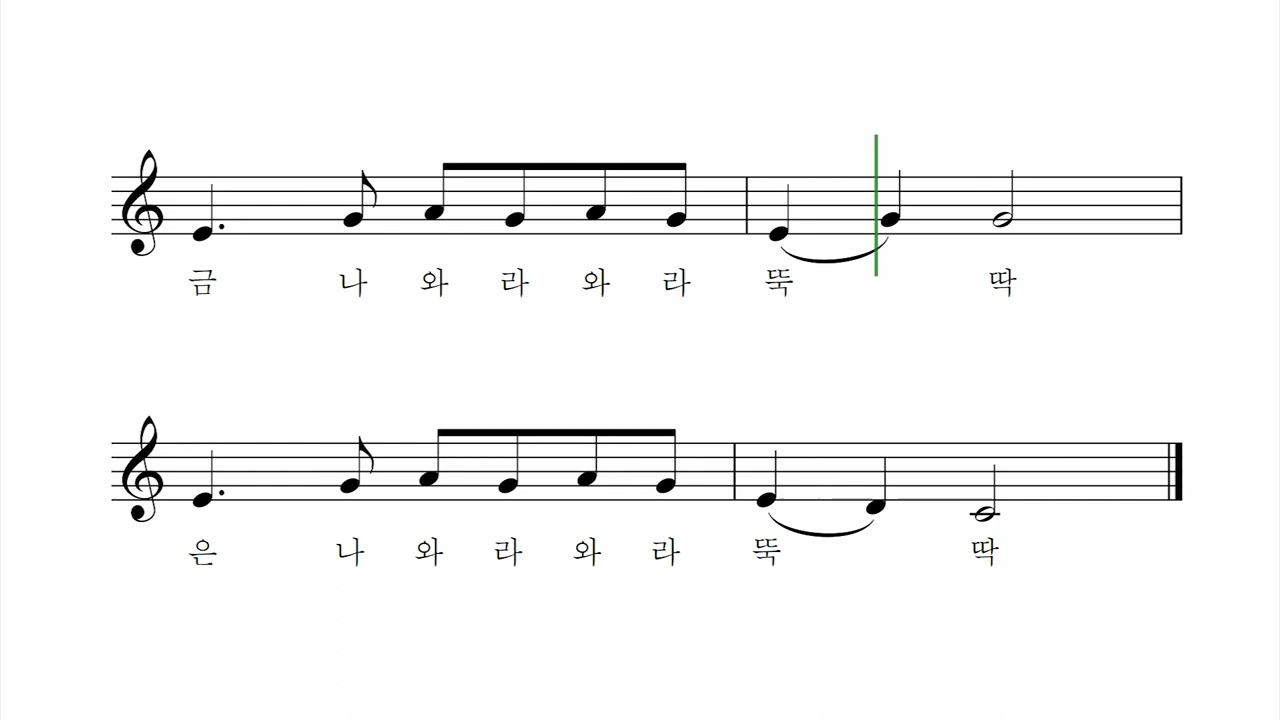 금 나 와 라 와 라 뚝 딱
은 나 와 라 와 라 뚝 딱